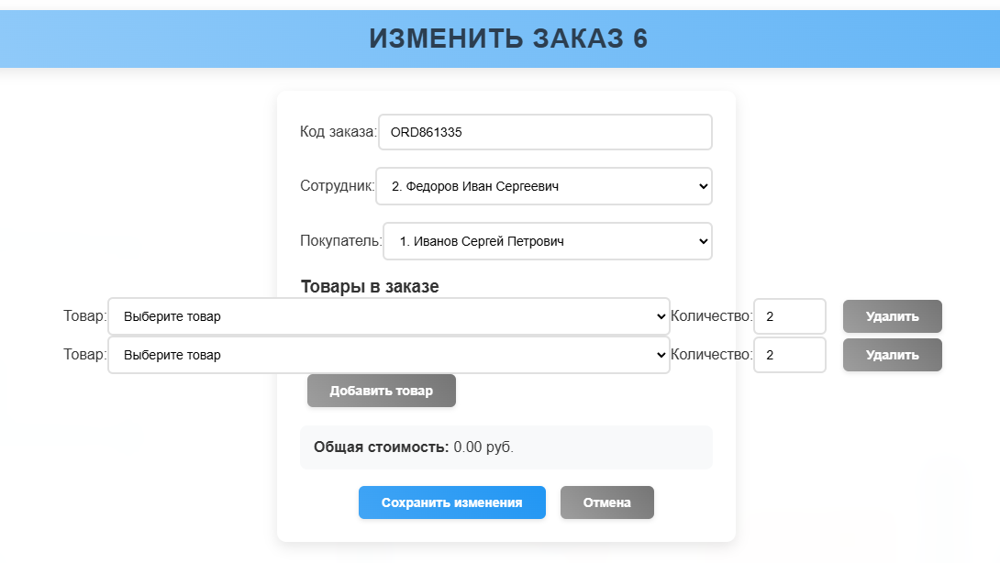 ИЗМЕНИТЬ ЗАКАЗ 6
Код заказа: ORD861335
Сотрудник: 2. Федоров Иван Сергеевич
Покупатель: 1. Иванов Сергей Петрович
Товары в заказе
Товар: Выберите товар Количество: 2 Удалить
Товар: Выберите товар Количество: 2 Удалить
Добавить товар
Общая стоимость: 0.00 руб.
Сохранить изменения Отмена